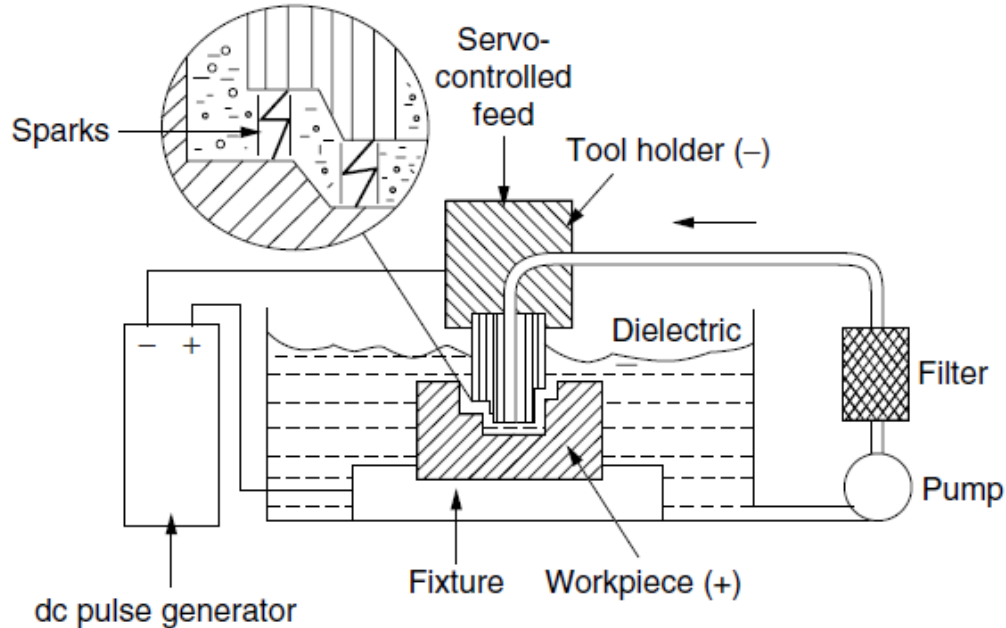 Servo-
controlled
feed
Sparks
Tool holder (–)
Dielectric
– +
Filter
Pump
Fixture
Workpiece (+)
dc pulse generator